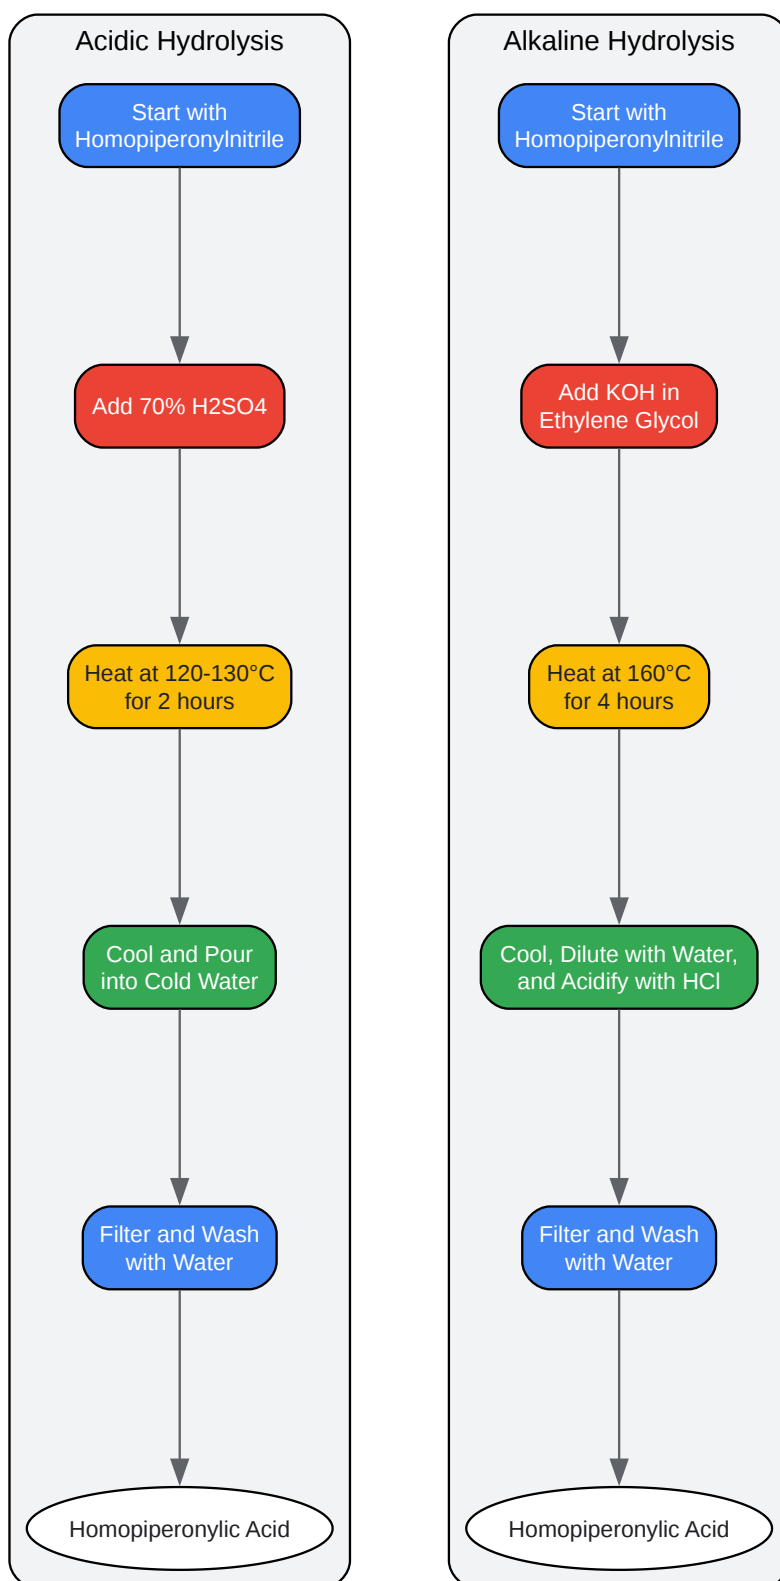 Acidic Hydrolysis
Start with
Homopiperonylnitrile
Add 70% H2SO4
Heat at 120-130°C
for 2 hours
Cool and Pour
into Cold Water
Filter and Wash
with Water
Homopiperonylic Acid
Alkaline Hydrolysis
Start with
Homopiperonylnitrile
Add KOH in
Ethylene Glycol
Heat at 160°C
for 4 hours
Cool, Dilute with Water,
and Acidify with HCl
Filter and Wash
with Water
Homopiperonylic Acid